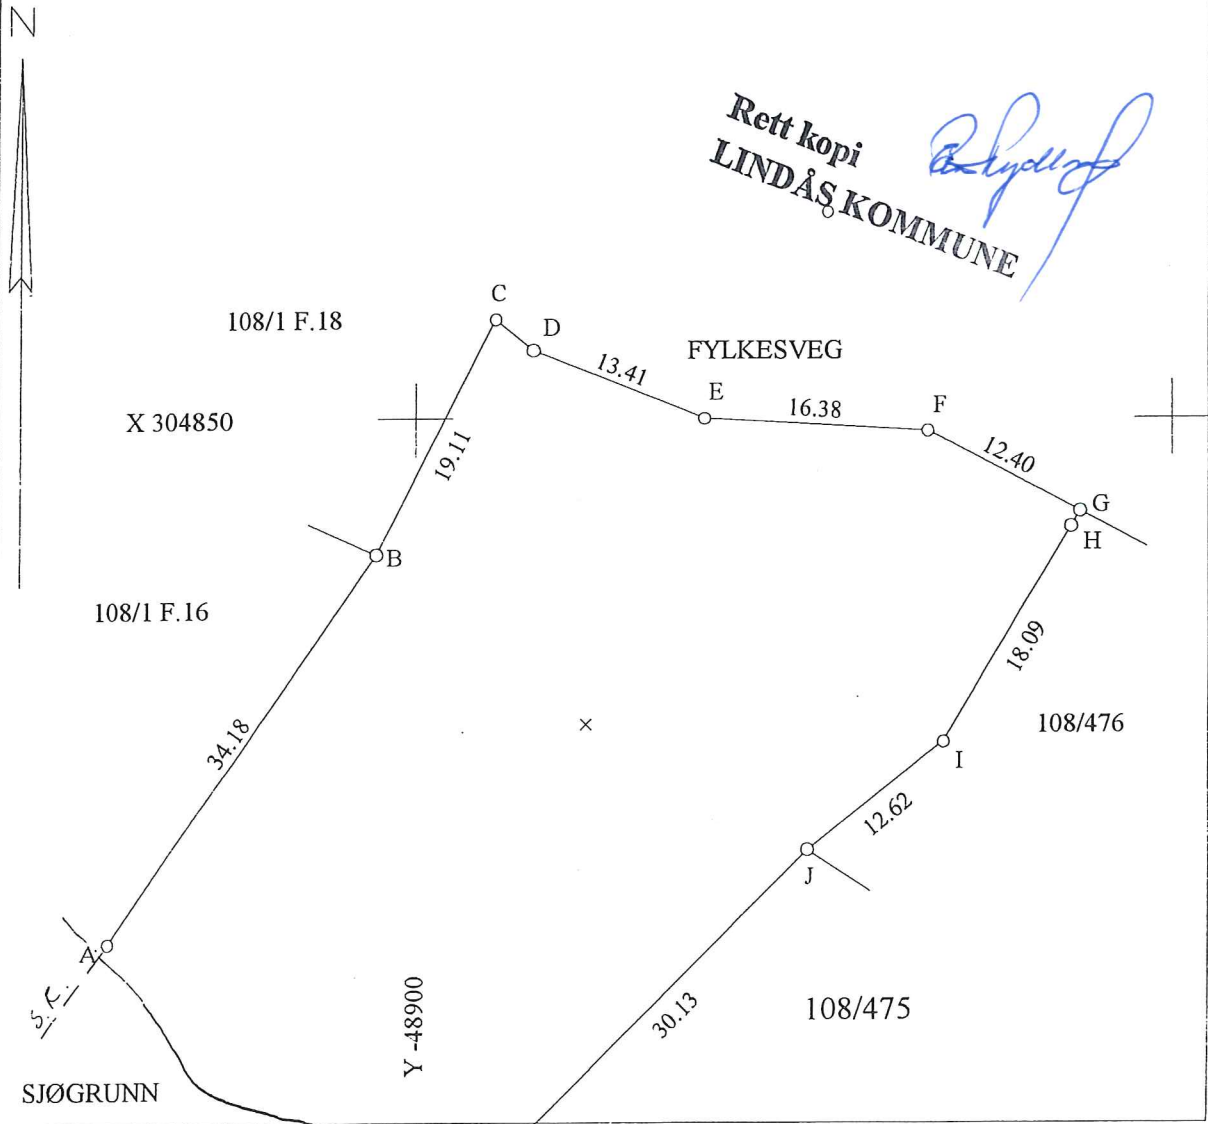 N
Rett kopi
LINDÅS KOMMUNE
C
108/1 F.18
D
FYLKESVEG
13.41
E
16.38
F
X 304850
19.11
12.40
G
H
B
108/1 F.16
18.09
34.18
108/476
I
12.62
J
A
S.K.
Y -48900
30.13
108/475
SJØGRUNN